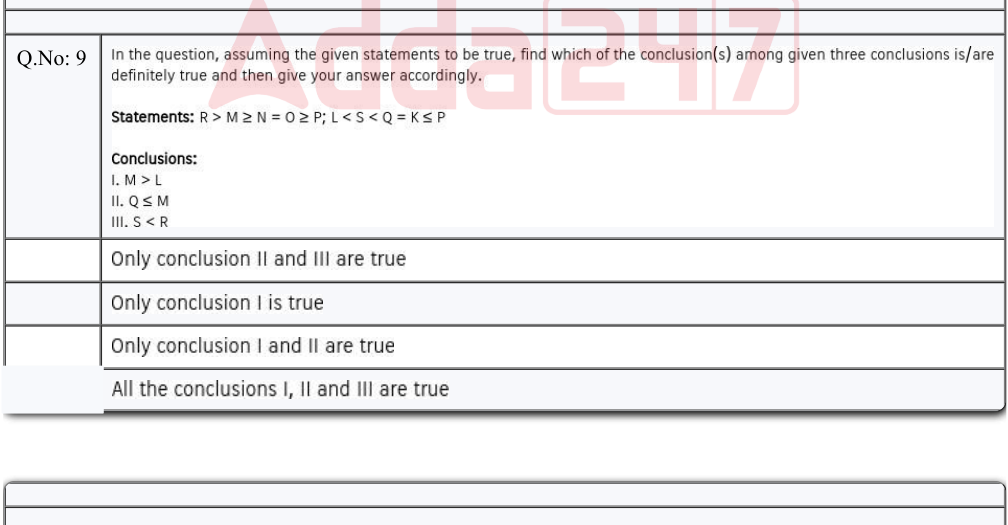 Adda247
Q.No: 9
In the question, assuming the given statements to be true, find which of the conclusion(s) among given three conclusions is/are
definitely true and then give your answer accordingly.
Statements: R > M ≥ N = O ≥ P; L < S < Q = K ≤ P
Conclusions:
I. M > L
II. Q ≤ M
III. S < R
Only conclusion II and III are true
Only conclusion I is true
Only conclusion I and II are true
All the conclusions I, II and III are true